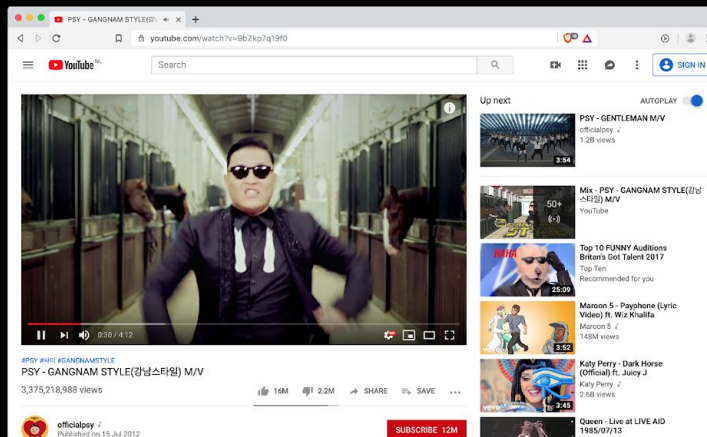 PSY - GANGNAM STYLE(강남
youtube.com/watch?v=9bZkp7q19f0
YouTube NL
Search
SIGN IN
Up next
AUTOPLAY
PSY - GENTLEMAN M/V
officialpsy
1.2B views
3:54
Mix - PSY - GANGNAM STYLE(강남
스타일) M/V
YouTube
50+
Top 10 FUNNY Auditions
Britan's Got Talent 2017
Top Ten
Recommended for you
HAHA
25:09
Maroon 5 - Payphone (Lyric
Video) ft. Wiz Khalifa
Maroon 5
148M views
vevo
3:52
Katy Perry - Dark Horse
(Official) ft. Juicy J
Katy Perry
2.6B views
vevo
3:45
Queen - Live at LIVE AID
1985/07/13
0:30 / 4:12
#PSY #싸이 #GANGNAMSTYLE
PSY - GANGNAM STYLE(강남스타일) M/V
3,375,218,988 views
16M
2.2M
SHARE
SAVE
officialpsy
Published on 15 Jul 2012
SUBSCRIBE 12M